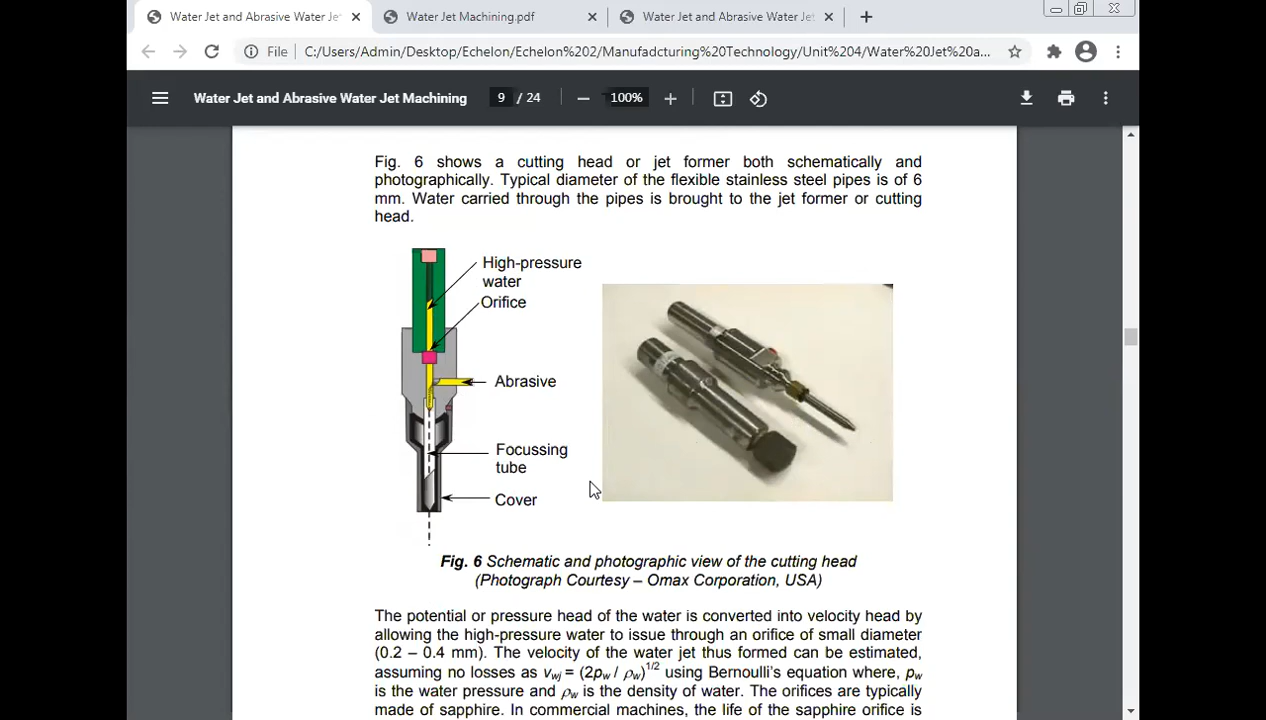 Water Jet and Abrasive Water Je
Water Jet Machining.pdf
Water Jet and Abrasive Water Jet
File C:/Users/Admin/Desktop/Echelon/Echelon%202/Manufadcturing%20Technology/Unit%204/Water%20Jet%20a...
Water Jet and Abrasive Water Jet Machining 9 / 24 100%
Fig. 6 shows a cutting head or jet former both schematically and
photographically. Typical diameter of the flexible stainless steel pipes is of 6
mm. Water carried through the pipes is brought to the jet former or cutting
head.
High-pressure
water
Orifice
Abrasive
Focussing
tube
Cover
Fig. 6 Schematic and photographic view of the cutting head
(Photograph Courtesy – Omax Corporation, USA)
The potential or pressure head of the water is converted into velocity head by
allowing the high-pressure water to issue through an orifice of small diameter
(0.2 – 0.4 mm). The velocity of the water jet thus formed can be estimated,
assuming no losses as vwj = (2pw / ρw)1/2 using Bernoulli's equation where, pw
is the water pressure and ρw is the density of water. The orifices are typically
made of sapphire. In commercial machines, the life of the sapphire orifice is